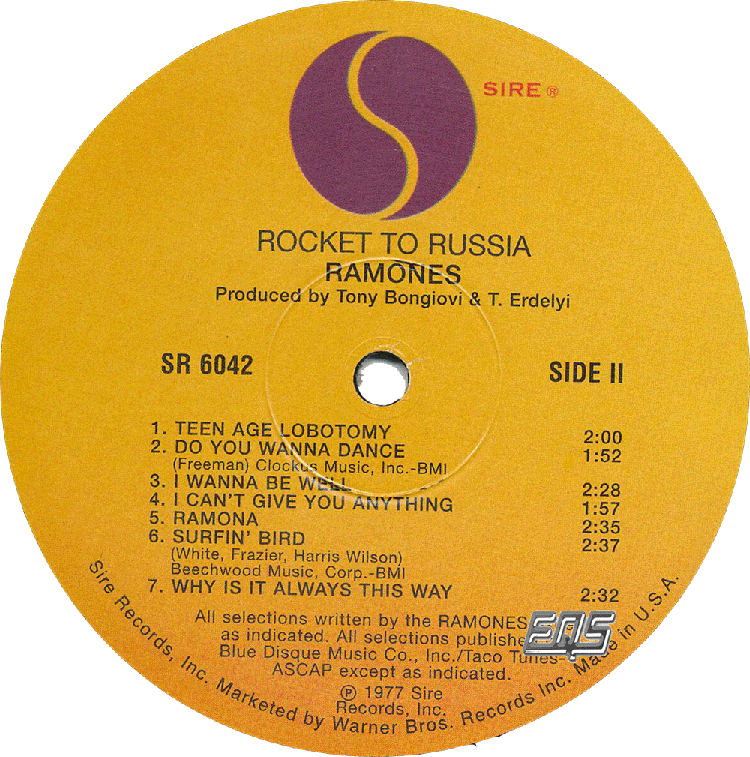 SIRE ®
ROCKET TO RUSSIA
RAMONES
Produced by Tony Bongiovi & T. Erdelyi
SR 6042
SIDE II
1. TEEN AGE LOBOTOMY 2:00
2. DO YOU WANNA DANCE 1:52
(Freeman) Clockus Music, Inc.-BMI
3. I WANNA BE WELL 2:28
4. I CAN'T GIVE YOU ANYTHING 1:57
5. RAMONA 2:35
6. SURFIN' BIRD 2:37
(White, Frazier, Harris Wilson)
Beechwood Music, Corp.-BMI
7. WHY IS IT ALWAYS THIS WAY 2:32
All selections written by the RAMONES
as indicated. All selections
Blue Disque Music Co., Inc./Taco Tunes-
ASCAP except as indicated.
℗ 1977 Sire
Records, Inc.
Sire Records, Inc. Marketed by Warner Bros. Records Inc. Made in U.S.A.
EQS